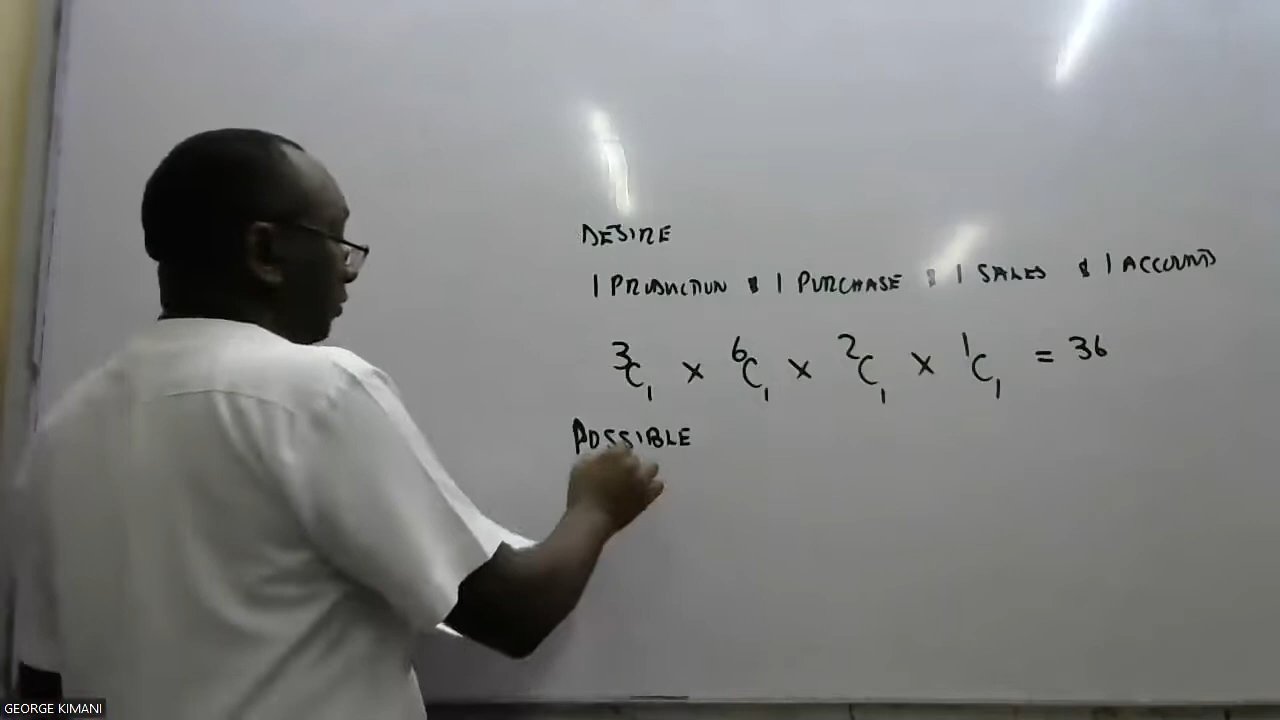 DESIRE
1 PRODUCTION & 1 PURCHASE & 1 SALES & 1 ACCOUNTS
³C₁ × ⁶C₁ × ²C₁ × ¹C₁ = 36
POSSIBLE
GEORGE KIMANI